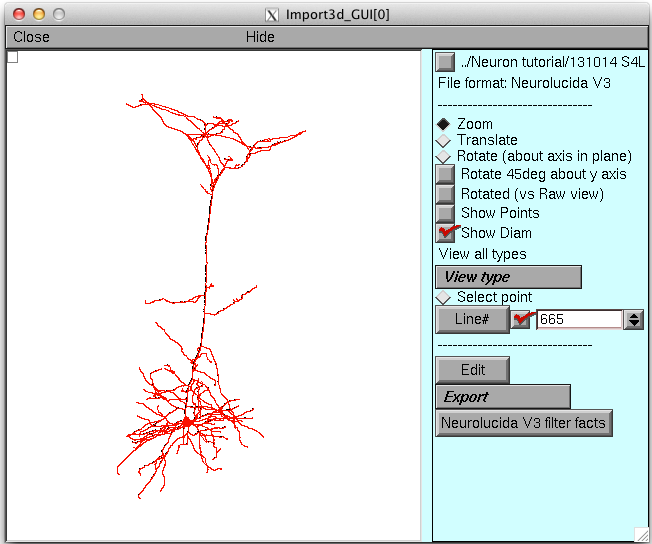 Import3d_GUI[0]
Close Hide
../Neuron tutorial/131014 S4L
File format: Neurolucida V3
-------------------------------
Zoom
Translate
Rotate (about axis in plane)
Rotate 45deg about y axis
Rotated (vs Raw view)
Show Points
Show Diam
View all types
View type
Select point
Line# 665
-------------------------------
Edit
Export
Neurolucida V3 filter facts